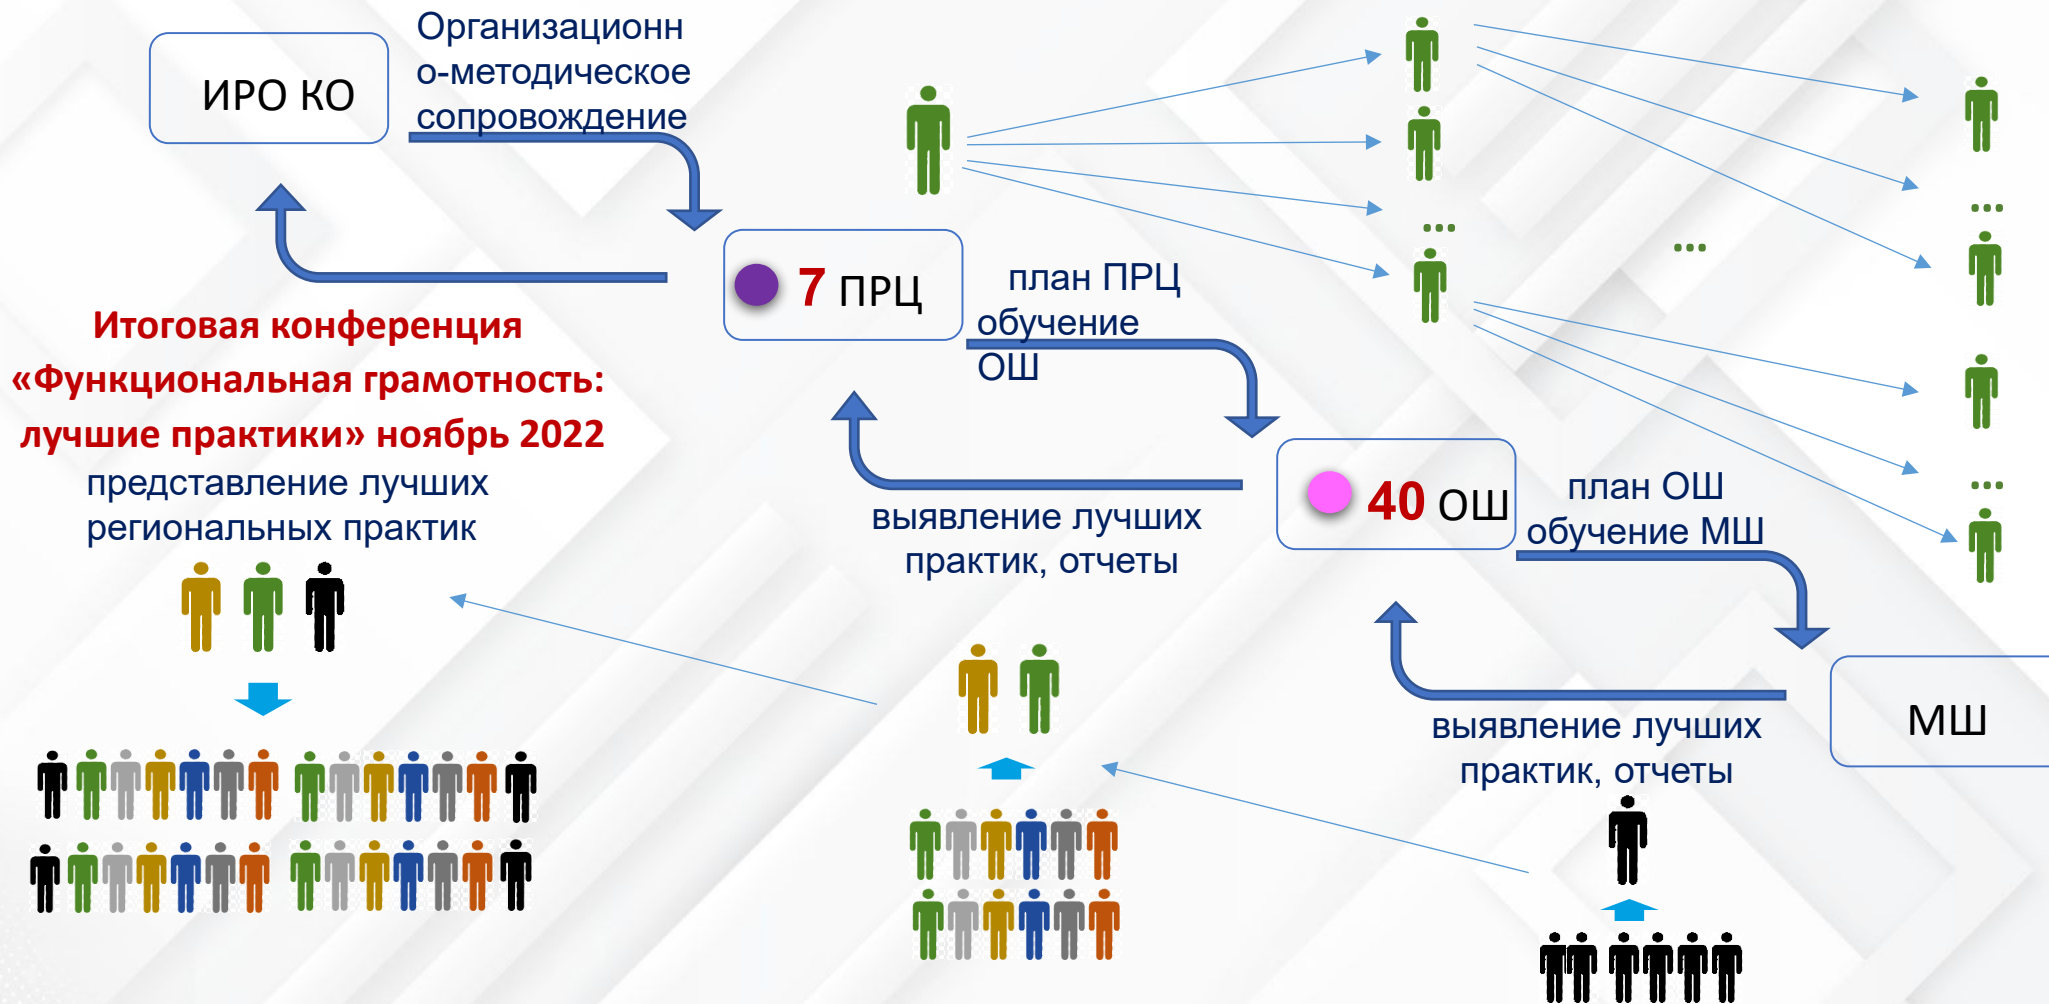 ИРО КО
Организационн
о-методическое
сопровождение
7 ПРЦ
план ПРЦ
обучение
ОШ
Итоговая конференция
«Функциональная грамотность:
лучшие практики» ноябрь 2022
представление лучших
региональных практик
выявление лучших
практик, отчеты
40 ОШ
план ОШ
обучение МШ
выявление лучших
практик, отчеты
МШ
...
...
...
...